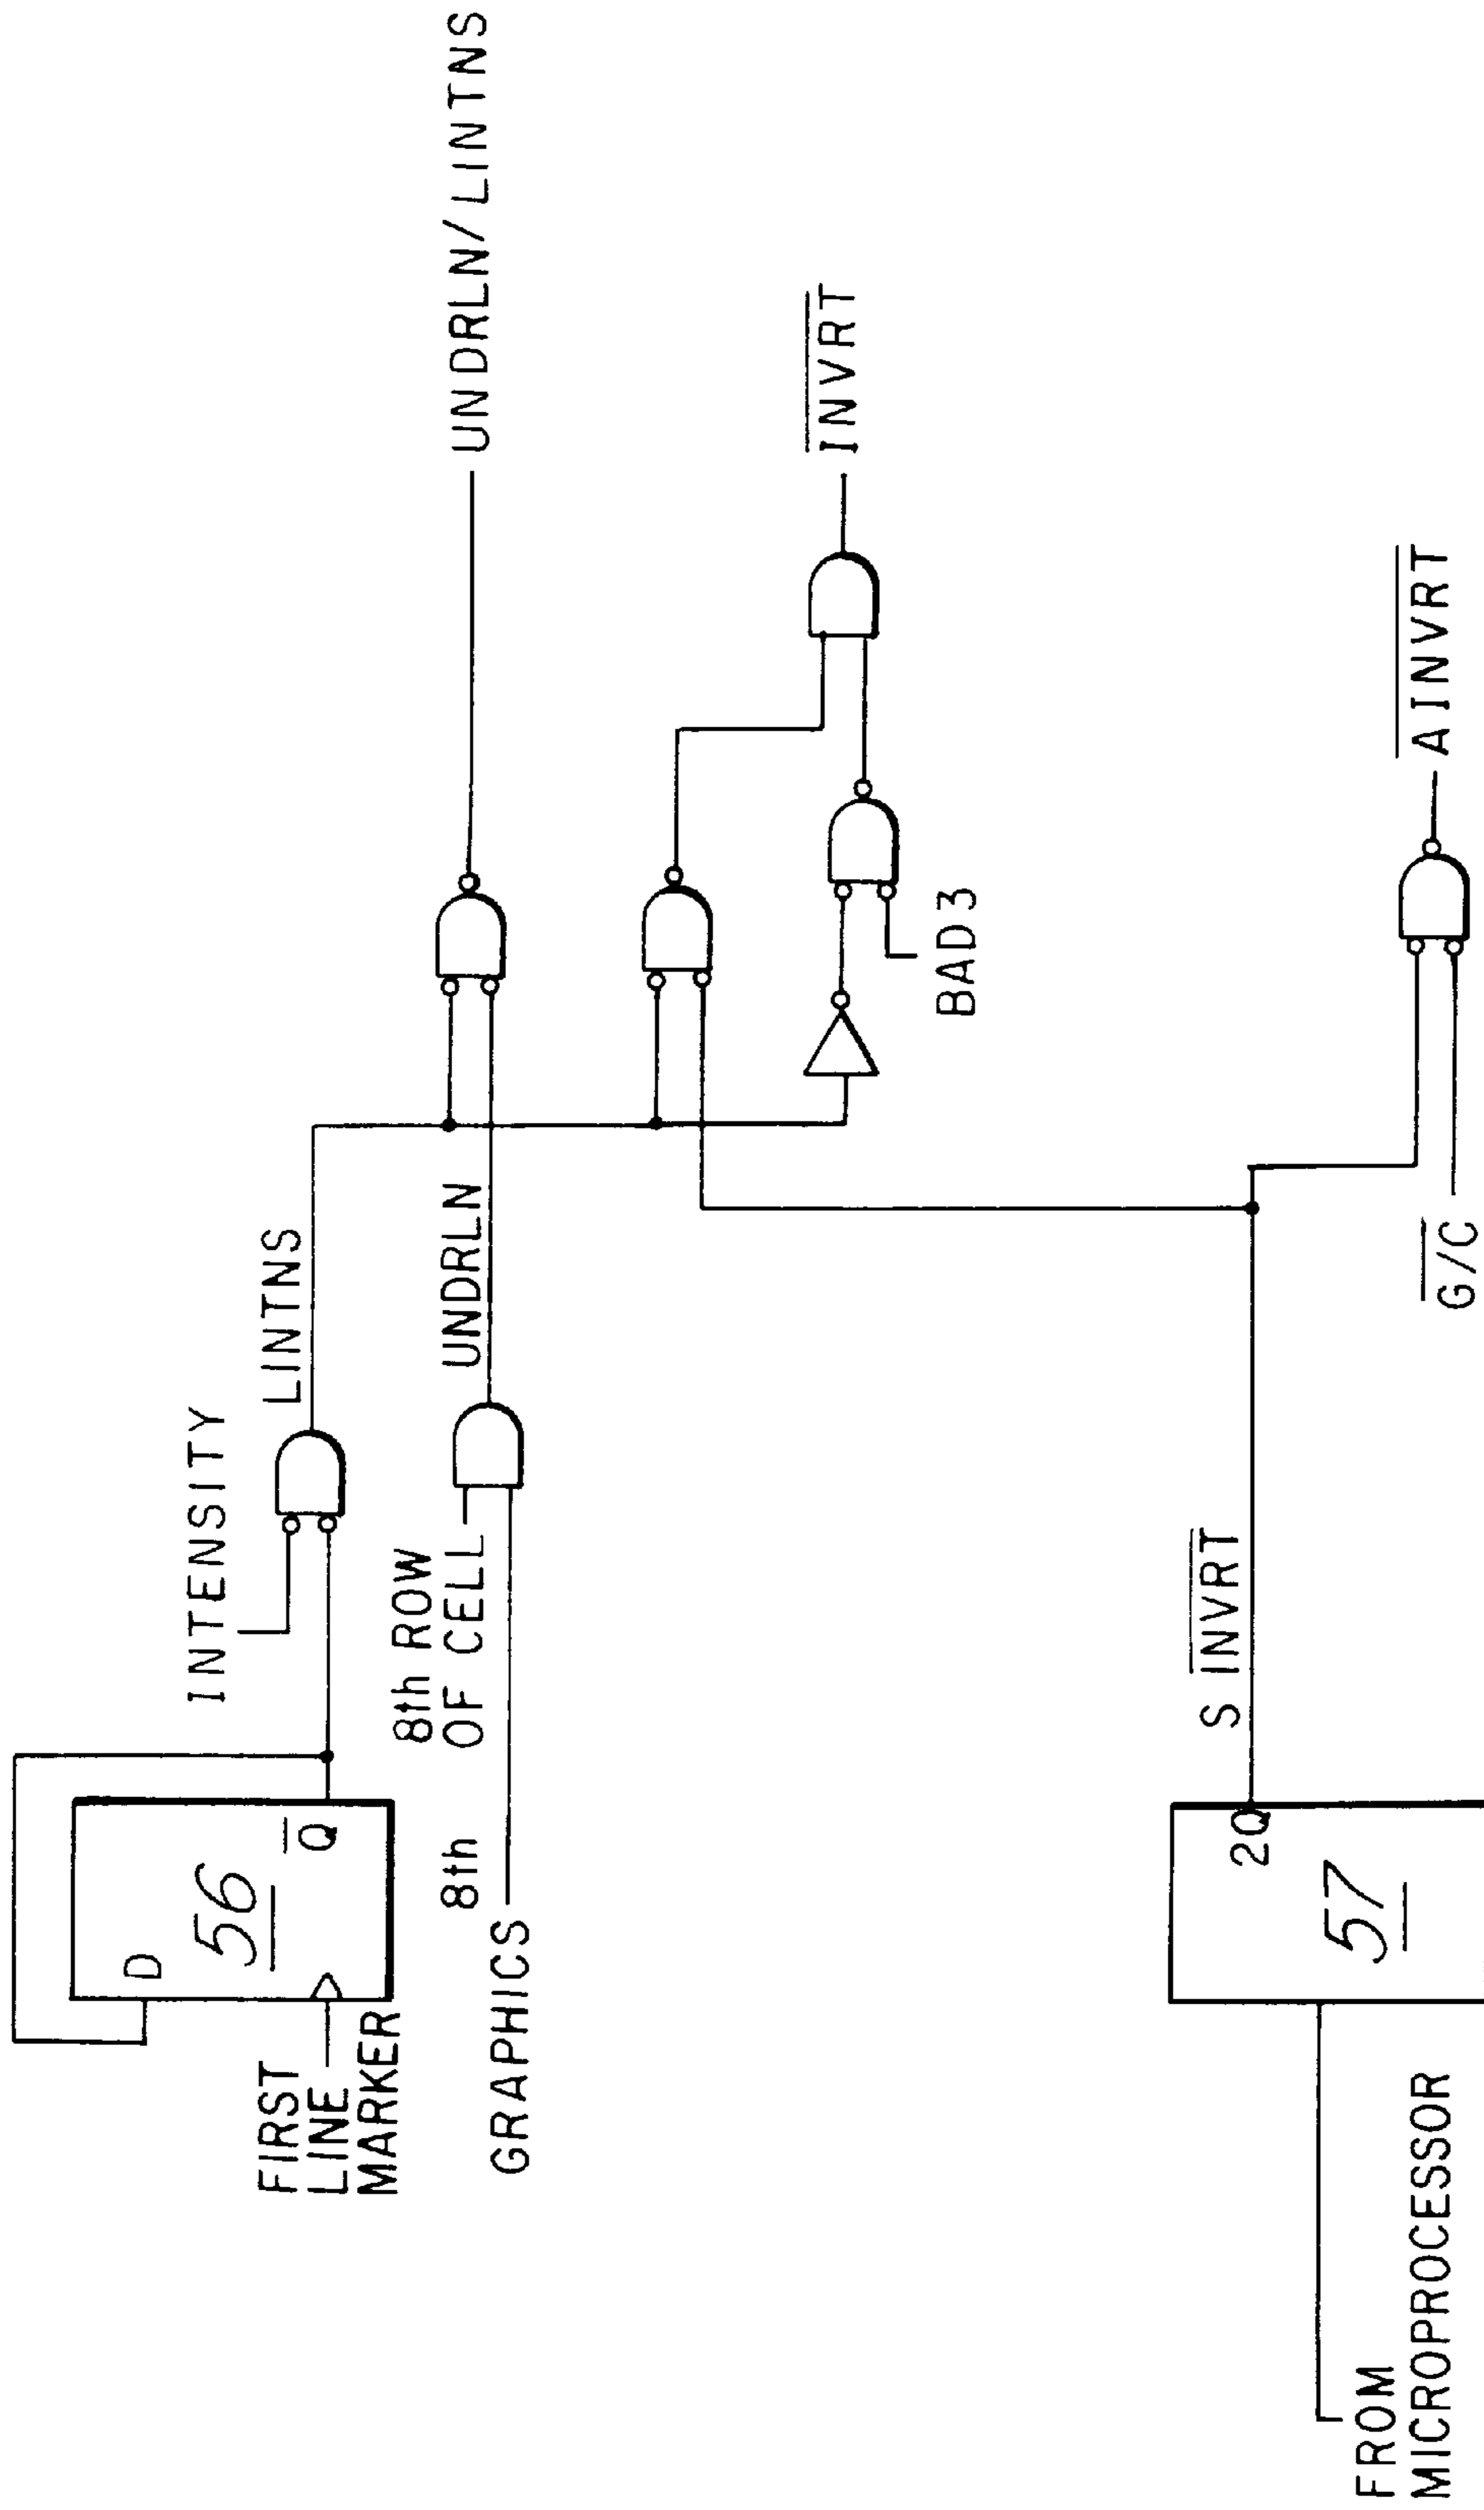 INTENSITY
LINTNS
D
56
Q
FIRST
LINE
MARKER
8th ROW
OF CELL
8th
GRAPHICS
UNDRLN
UNDRLN/LINTNS
INVRT
BAD3
S INVRT
2Q
57
FROM
MICROPROCESSOR
G/C
AINVRT